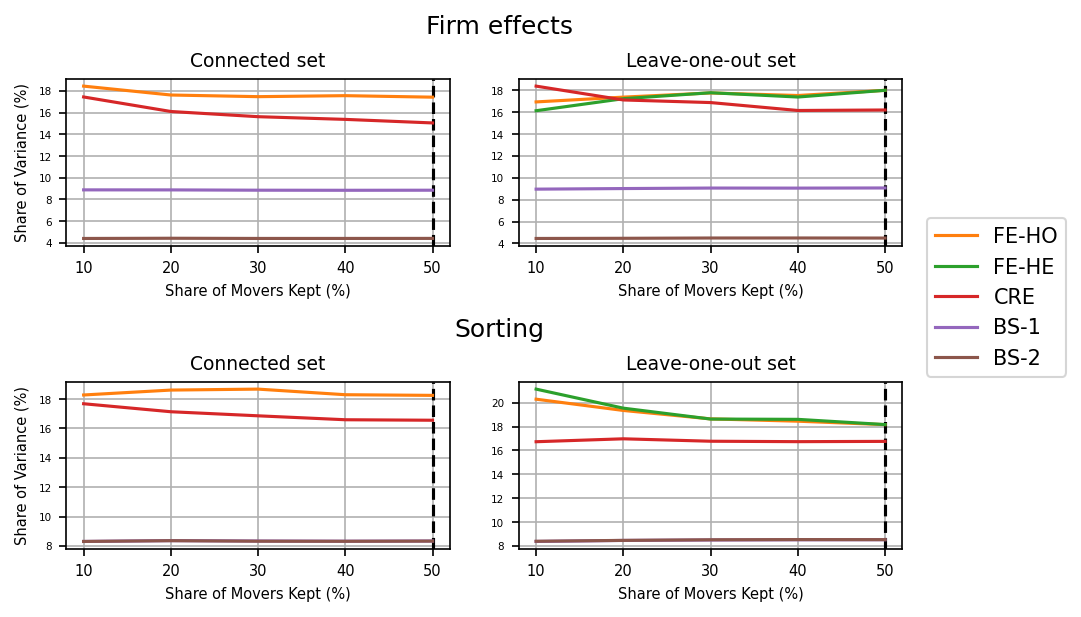 Firm effects
Connected set
Leave-one-out set
Share of Variance (%)
18
16
14
12
10
8
6
4
18
16
14
12
10
8
6
4
10 20 30 40 50
10 20 30 40 50
Share of Movers Kept (%)
Share of Movers Kept (%)
FE-HO
FE-HE
CRE
BS-1
BS-2
Sorting
Connected set
Leave-one-out set
Share of Variance (%)
18
16
14
12
10
8
20
18
16
14
12
10
8
10 20 30 40 50
10 20 30 40 50
Share of Movers Kept (%)
Share of Movers Kept (%)